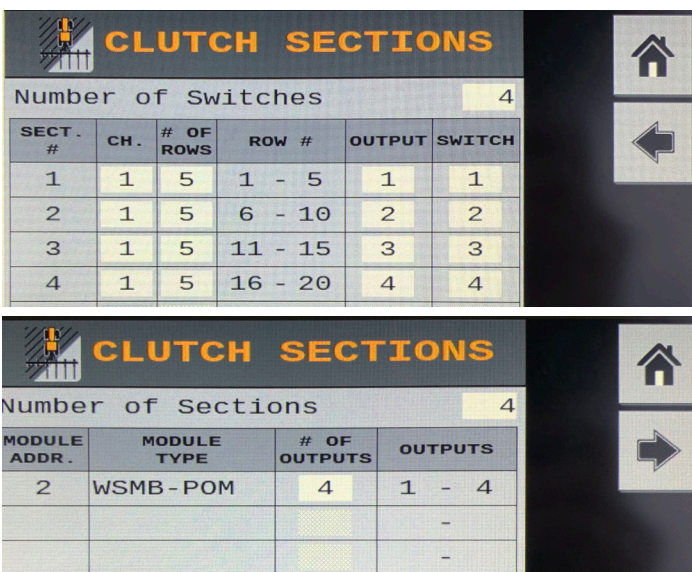 CLUTCH SECTIONS
Number of Switches 4
SECT. # CH. # OF ROWS ROW # OUTPUT SWITCH
1 1 5 1 - 5 1 1
2 1 5 6 - 10 2 2
3 1 5 11 - 15 3 3
4 1 5 16 - 20 4 4
CLUTCH SECTIONS
Number of Sections 4
MODULE ADDR. MODULE TYPE # OF OUTPUTS OUTPUTS
2 WSMB-POM 4 1 - 4
-
-